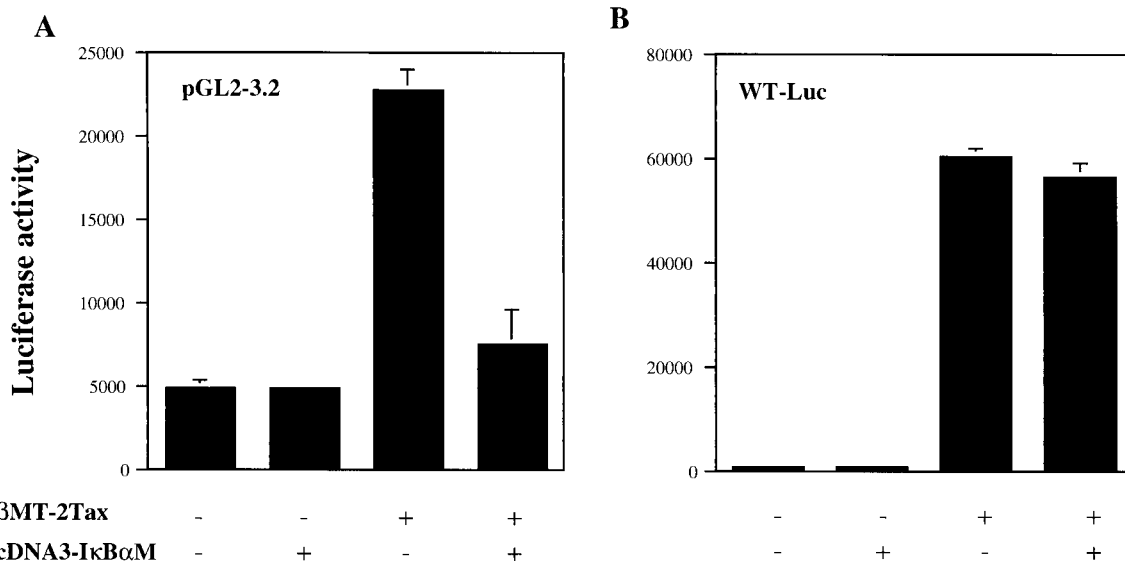 A
B
25000
20000
15000
10000
5000
0
pGL2-3.2
Luciferase activity
80000
60000
40000
20000
0
WT-Luc
βMT-2Tax - - + + - - + +
cDNA3-IκBαM - + - + - + - +